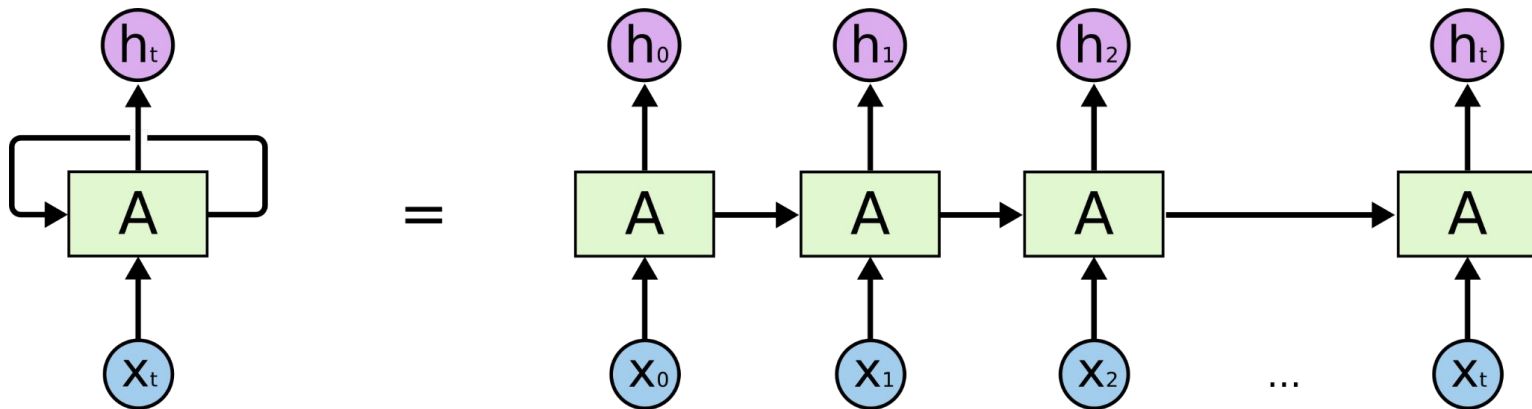 hₜ h₀ h₁ h₂ hₜ
A = A A A A
xₜ x₀ x₁ x₂ ... xₜ